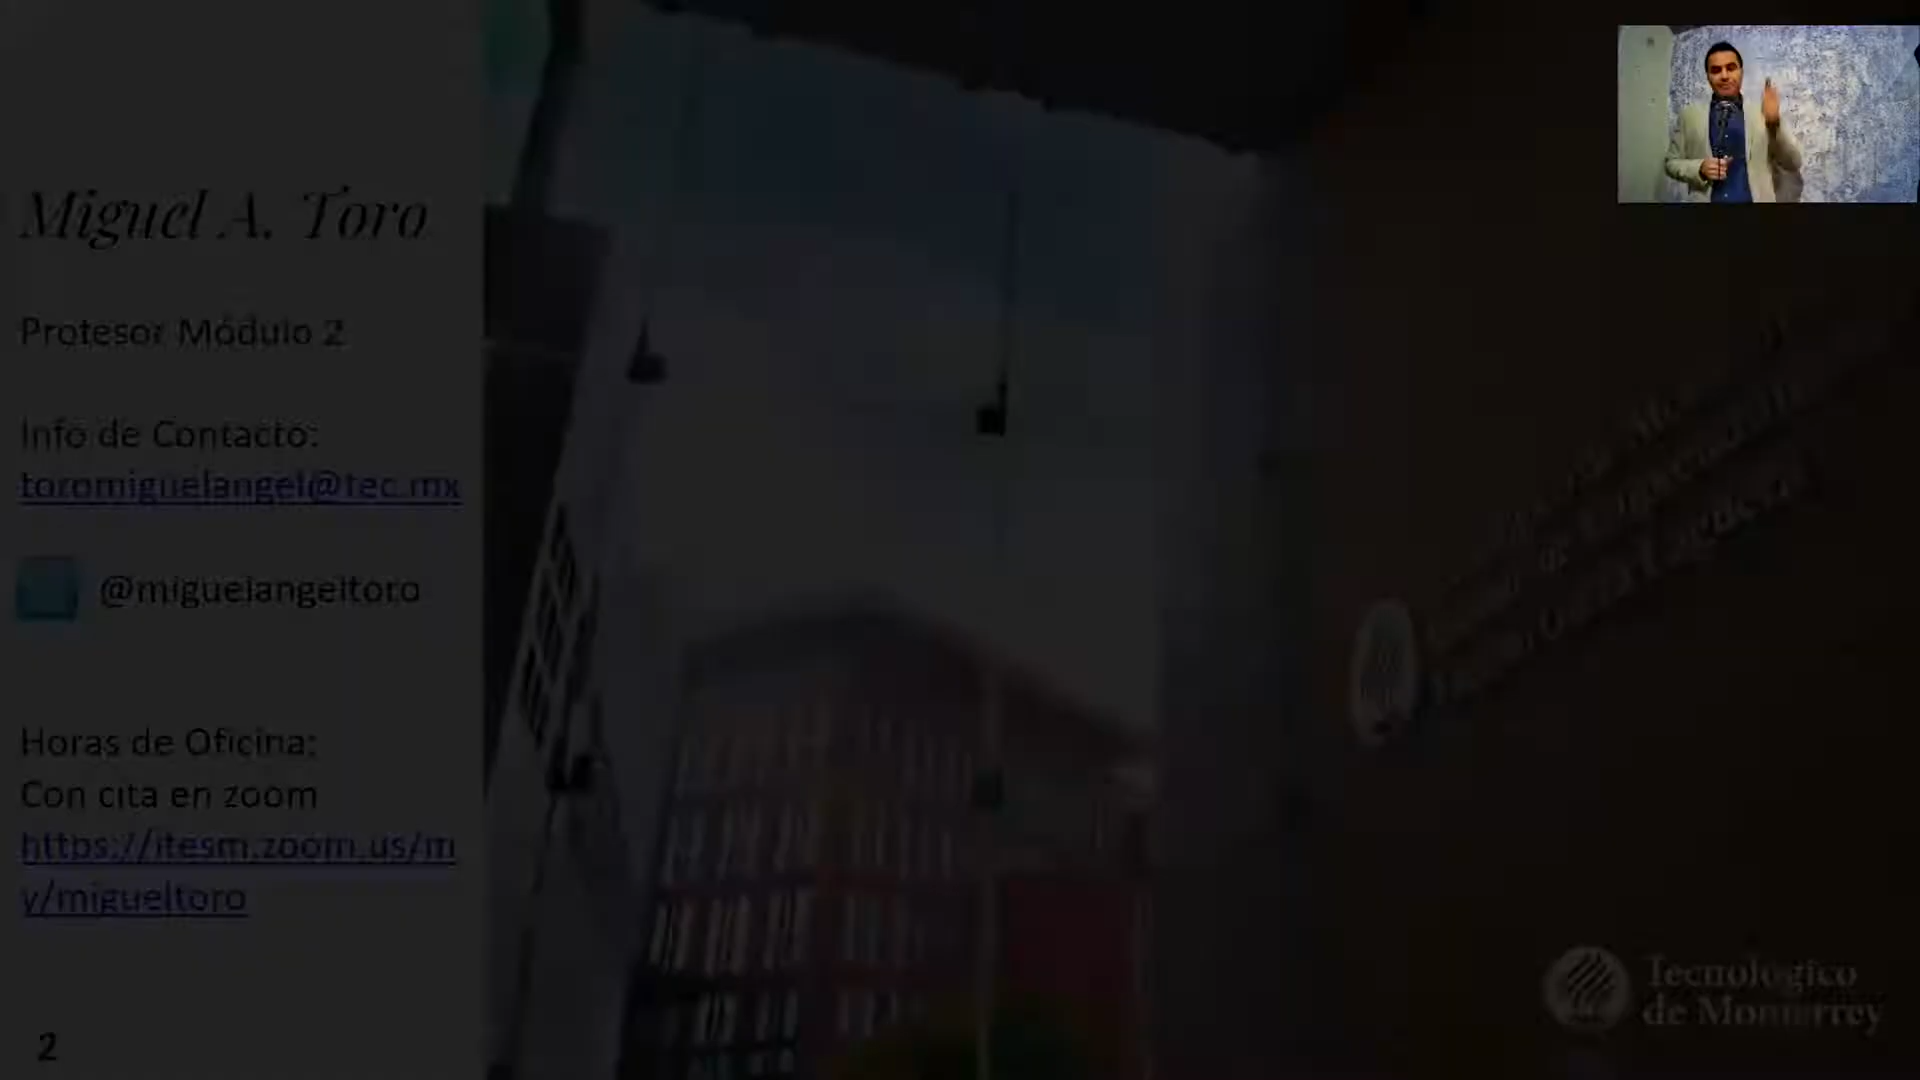 Miguel A. Toro
Profesor Módulo 2
Info de Contacto:
toromiguelangel@tec.mx
@miguelangeltoro
Horas de Oficina:
Con cita en zoom
https://itesm.zoom.us/m
y/migueltoro
2
Tecnológico
de Monterrey